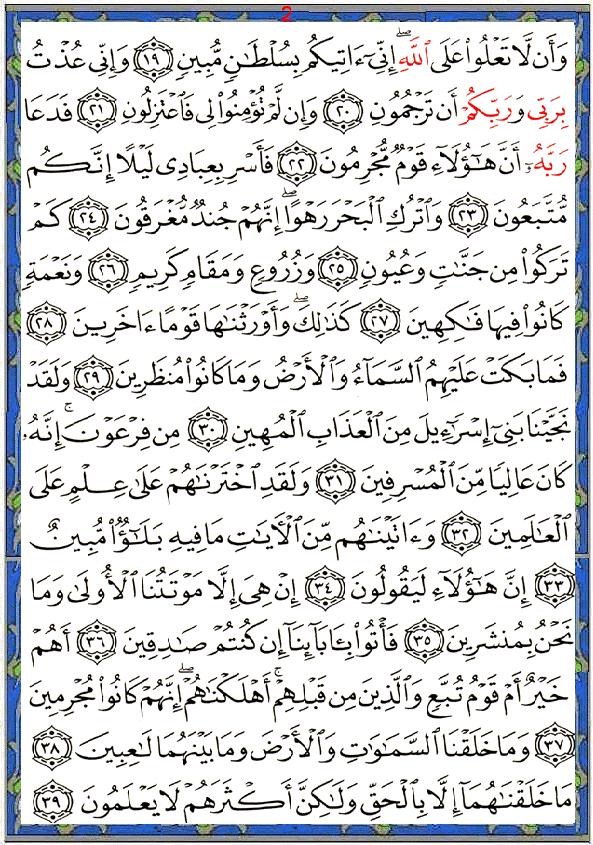 2
وَأَن لَّا تَعْلُوا۟ عَلَى ٱللَّهِ ۖ إِنِّىٓ ءَاتِيكُم بِسُلْطَـٰنٍ مُّبِينٍ ﴿١٩﴾ وَإِنِّى عُذْتُ
بِرَبِّى وَرَبِّكُمْ أَن تَرْجُمُونِ ﴿٢٠﴾ وَإِن لَّمْ تُؤْمِنُوا۟ لِى فَٱعْتَزِلُونِ ﴿٢١﴾ فَدَعَا
رَبَّهُۥٓ أَنَّ هَـٰٓؤُلَآءِ قَوْمٌ مُّجْرِمُونَ ﴿٢٢﴾ فَأَسْرِ بِعِبَادِى لَيْلًا إِنَّكُم
مُّتَّبَعُونَ ﴿٢٣﴾ وَٱتْرُكِ ٱلْبَحْرَ رَهْوًا ۖ إِنَّهُمْ جُندٌ مُّغْرَقُونَ ﴿٢٤﴾ كَمْ
تَرَكُوا۟ مِن جَنَّـٰتٍ وَعُيُونٍ ﴿٢٥﴾ وَزُرُوعٍ وَمَقَامٍ كَرِيمٍ ﴿٢٦﴾ وَنَعْمَةٍ
كَانُوا۟ فِيهَا فَـٰكِهِينَ ﴿٢٧﴾ كَذَٰلِكَ ۖ وَأَوْرَثْنَـٰهَا قَوْمًا ءَاخَرِينَ ﴿٢٨﴾
فَمَا بَكَتْ عَلَيْهِمُ ٱلسَّمَآءُ وَٱلْأَرْضُ وَمَا كَانُوا۟ مُنظَرِينَ ﴿٢٩﴾ وَلَقَدْ
نَجَّيْنَا بَنِىٓ إِسْرَٰٓءِيلَ مِنَ ٱلْعَذَابِ ٱلْمُهِينِ ﴿٣٠﴾ مِن فِرْعَوْنَ ۚ إِنَّهُۥ
كَانَ عَالِيًا مِّنَ ٱلْمُسْرِفِينَ ﴿٣١﴾ وَلَقَدِ ٱخْتَرْنَـٰهُمْ عَلَىٰ عِلْمٍ عَلَى
ٱلْعَـٰلَمِينَ ﴿٣٢﴾ وَءَاتَيْنَـٰهُم مِّنَ ٱلْـَٔايَـٰتِ مَا فِيهِ بَلَـٰٓؤٌا۟ مُّبِينٌ
﴿٣٣﴾ إِنَّ هَـٰٓؤُلَآءِ لَيَقُولُونَ ﴿٣٤﴾ إِنْ هِىَ إِلَّا مَوْتَتُنَا ٱلْأُولَىٰ وَمَا
نَحْنُ بِمُنشَرِينَ ﴿٣٥﴾ فَأْتُوا۟ بِـَٔابَآئِنَآ إِن كُنتُمْ صَـٰدِقِينَ ﴿٣٦﴾ أَهُمْ
خَيْرٌ أَمْ قَوْمُ تُبَّعٍ وَٱلَّذِينَ مِن قَبْلِهِمْ ۚ أَهْلَكْنَـٰهُمْ ۖ إِنَّهُمْ كَانُوا۟ مُجْرِمِينَ
﴿٣٧﴾ وَمَا خَلَقْنَا ٱلسَّمَـٰوَٰتِ وَٱلْأَرْضَ وَمَا بَيْنَهُمَا لَـٰعِبِينَ ﴿٣٨﴾
مَا خَلَقْنَـٰهُمَآ إِلَّا بِٱلْحَقِّ وَلَـٰكِنَّ أَكْثَرَهُمْ لَا يَعْلَمُونَ ﴿٣٩﴾